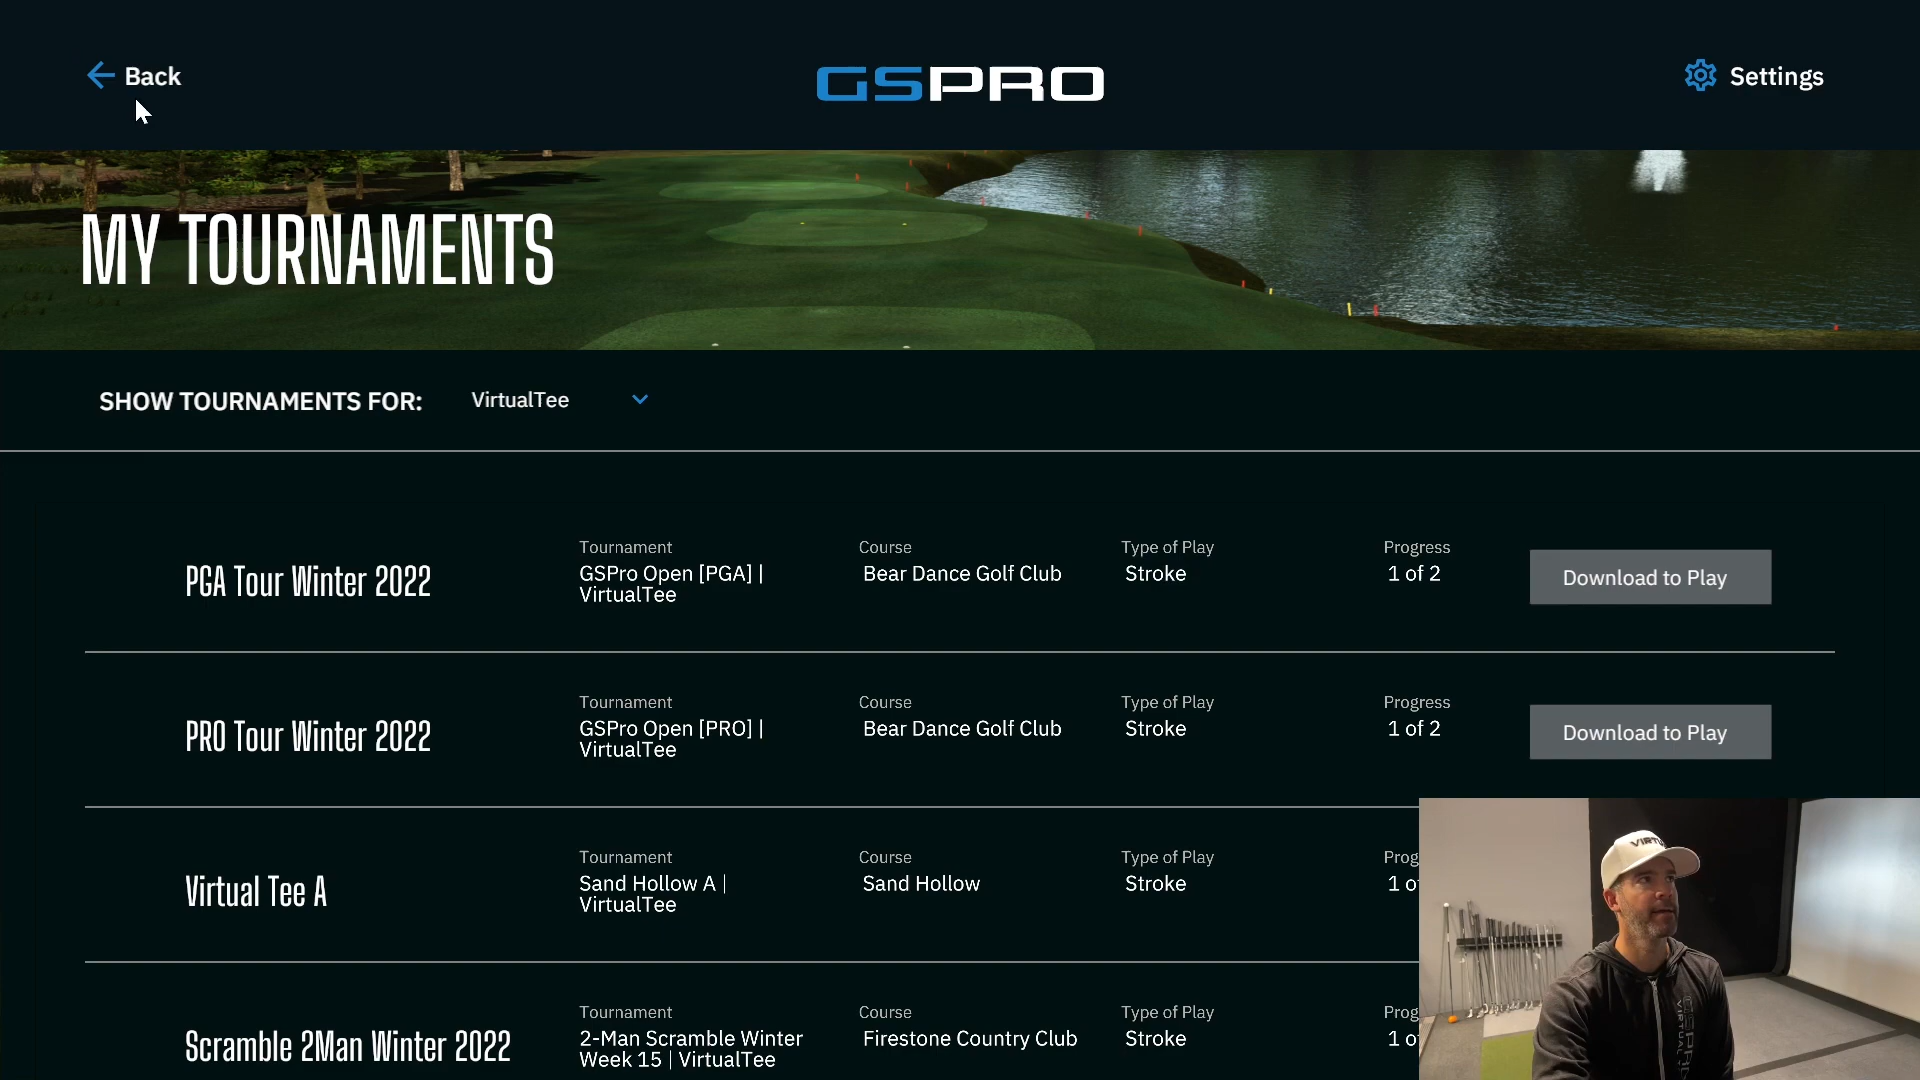 Back
GSPRO
Settings
MY TOURNAMENTS
SHOW TOURNAMENTS FOR: VirtualTee
PGA Tour Winter 2022
Tournament
GSPro Open [PGA] |
VirtualTee
Course
Bear Dance Golf Club
Type of Play
Stroke
Progress
1 of 2
Download to Play
PRO Tour Winter 2022
Tournament
GSPro Open [PRO] |
VirtualTee
Course
Bear Dance Golf Club
Type of Play
Stroke
Progress
1 of 2
Download to Play
Virtual Tee A
Tournament
Sand Hollow A |
VirtualTee
Course
Sand Hollow
Type of Play
Stroke
Prog
1 o
Scramble 2Man Winter 2022
Tournament
2-Man Scramble Winter
Week 15 | VirtualTee
Course
Firestone Country Club
Type of Play
Stroke
Prog
1 o